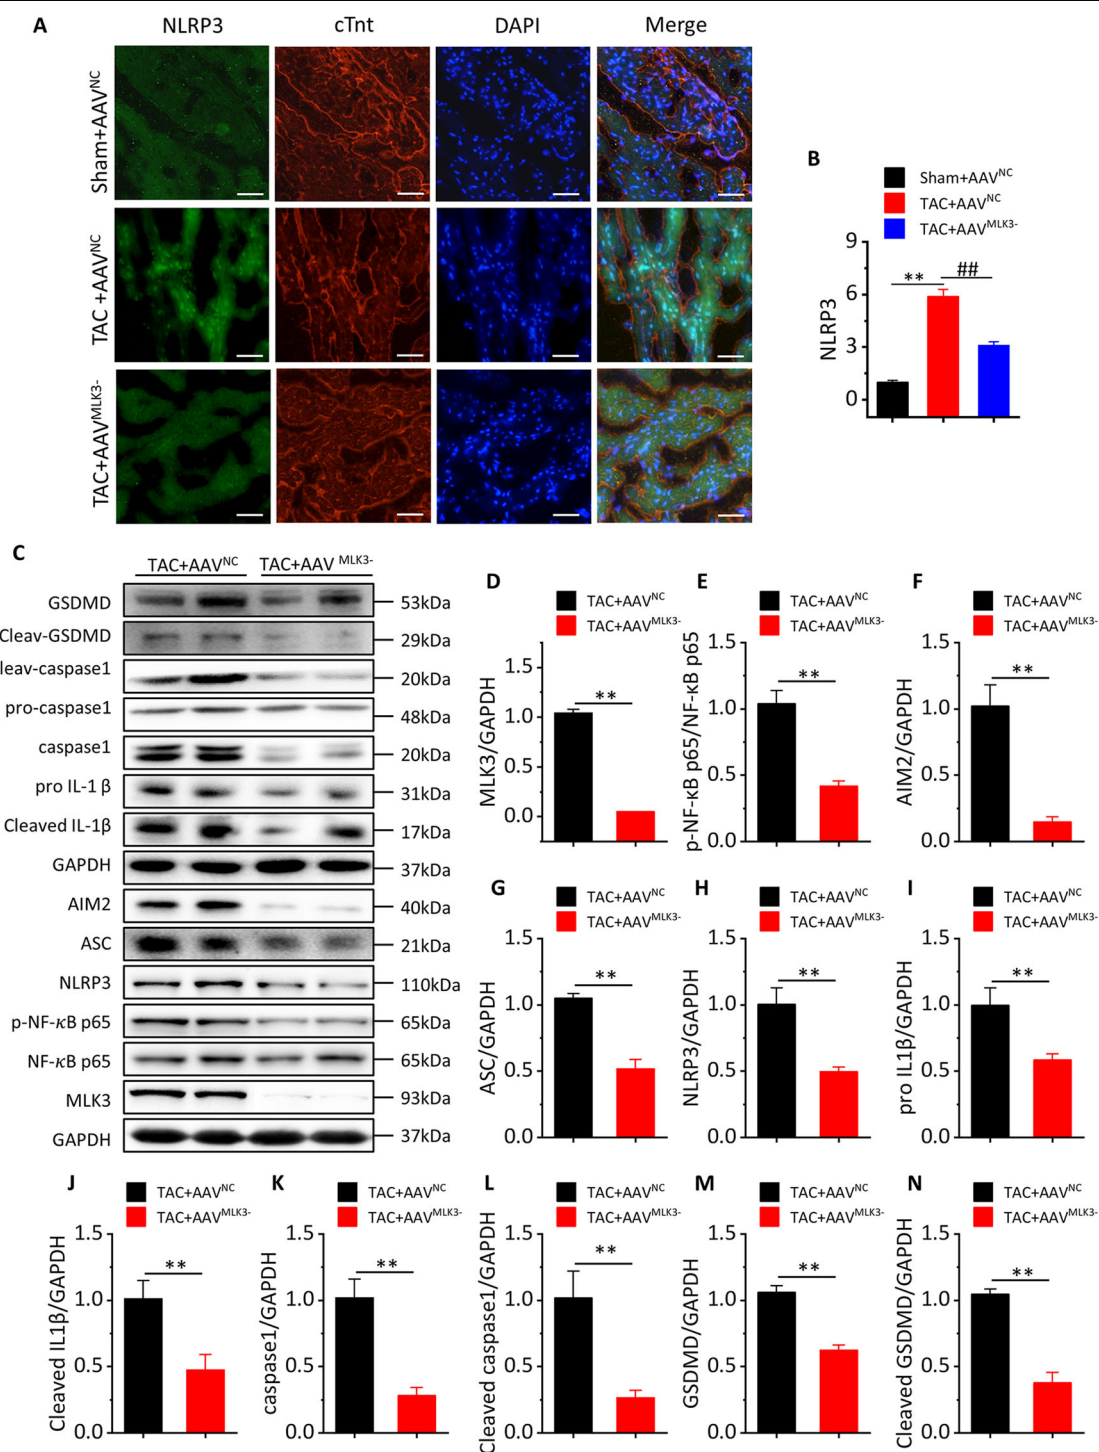 A
NLRP3 cTnt DAPI Merge
Sham+AAV^NC
TAC +AAV^NC
TAC+AAV^MLK3-
B
Sham+AAV^NC
TAC+AAV^NC
TAC+AAV^MLK3-
NLRP3
9
6
3
0
** ##
C
TAC+AAV^NC TAC+AAV ^MLK3-
GSDMD 53kDa
Cleav-GSDMD 29kDa
leav-caspase1 20kDa
pro-caspase1 48kDa
caspase1 20kDa
pro IL-1 β 31kDa
Cleaved IL-1β 17kDa
GAPDH 37kDa
AIM2 40kDa
ASC 21kDa
NLRP3 110kDa
p-NF-κB p65 65kDa
NF-κB p65 65kDa
MLK3 93kDa
GAPDH 37kDa
D
TAC+AAV^NC
TAC+AAV^MLK3-
MLK3/GAPDH
1.5
1.0
0.5
0.0
**
E
TAC+AAV^NC
TAC+AAV^MLK3-
p-NF-κB p65/NF-κB p65
1.5
1.0
0.5
0.0
**
F
TAC+AAV^NC
TAC+AAV^MLK3-
AIM2/GAPDH
1.5
1.0
0.5
0.0
**
G
TAC+AAV^NC
TAC+AAV^MLK3-
ASC/GAPDH
1.5
1.0
0.5
0.0
**
H
TAC+AAV^NC
TAC+AAV^MLK3-
NLRP3/GAPDH
1.5
1.0
0.5
0.0
**
I
TAC+AAV^NC
TAC+AAV^MLK3-
pro IL1β/GAPDH
1.5
1.0
0.5
0.0
**
J
TAC+AAV^NC
TAC+AAV^MLK3-
Cleaved IL1β/GAPDH
1.5
1.0
0.5
0.0
**
K
TAC+AAV^NC
TAC+AAV^MLK3-
caspase1/GAPDH
1.5
1.0
0.5
0.0
**
L
TAC+AAV^NC
TAC+AAV^MLK3-
Cleaved caspase1/GAPDH
1.5
1.0
0.5
0.0
**
M
TAC+AAV^NC
TAC+AAV^MLK3-
GSDMD/GAPDH
1.5
1.0
0.5
0.0
**
N
TAC+AAV^NC
TAC+AAV^MLK3-
Cleaved GSDMD/GAPDH
1.5
1.0
0.5
0.0
**